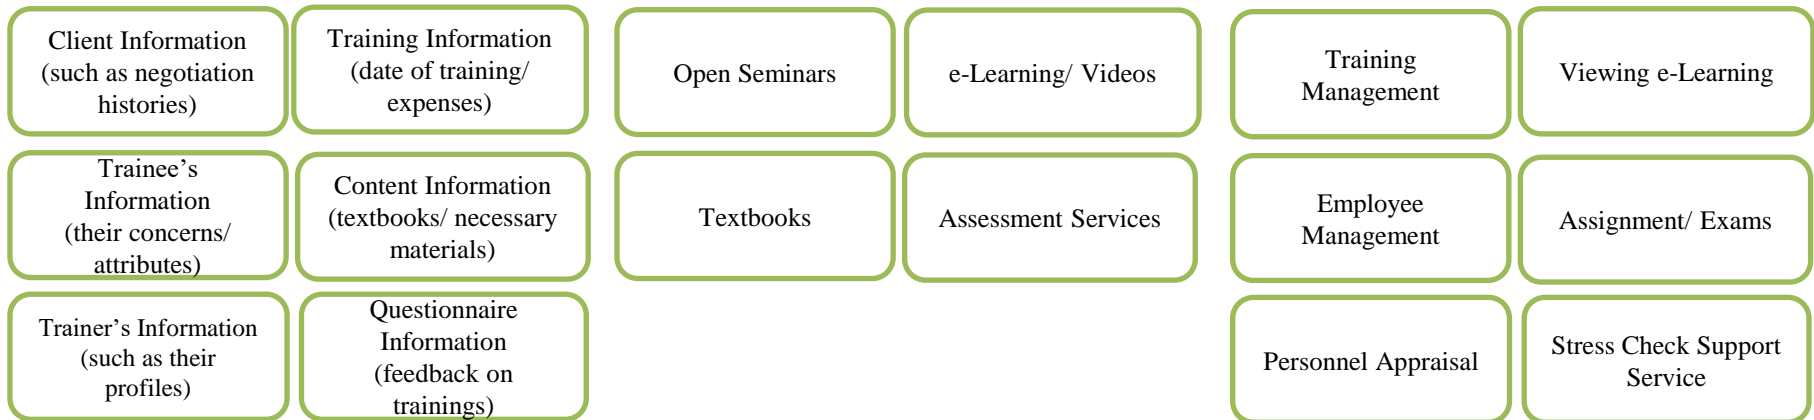 Client Information
(such as negotiation
histories)
Training Information
(date of training/
expenses)
Open Seminars
e-Learning/ Videos
Training
Management
Viewing e-Learning
Trainee’s
Information
(their concerns/
attributes)
Content Information
(textbooks/ necessary
materials)
Textbooks
Assessment Services
Employee
Management
Assignment/ Exams
Trainer’s Information
(such as their
profiles)
Questionnaire
Information
(feedback on
trainings)
Personnel Appraisal
Stress Check Support
Service